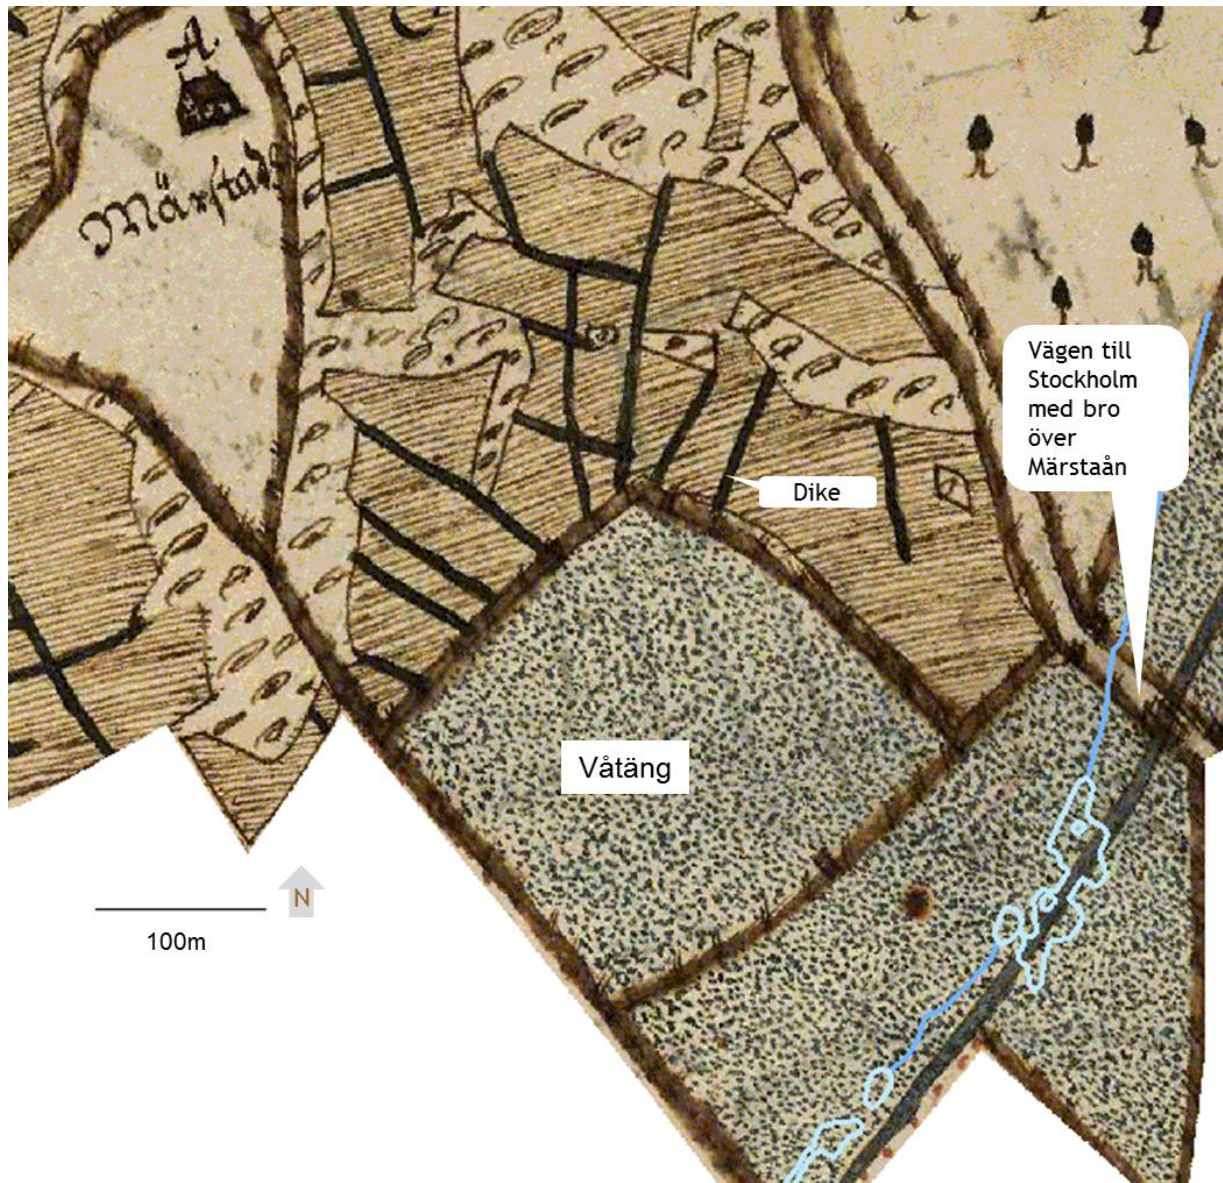 A.
Märstad
Vägen till
Stockholm
med bro
över
Märstaån
Dike
Våtäng
N
100m